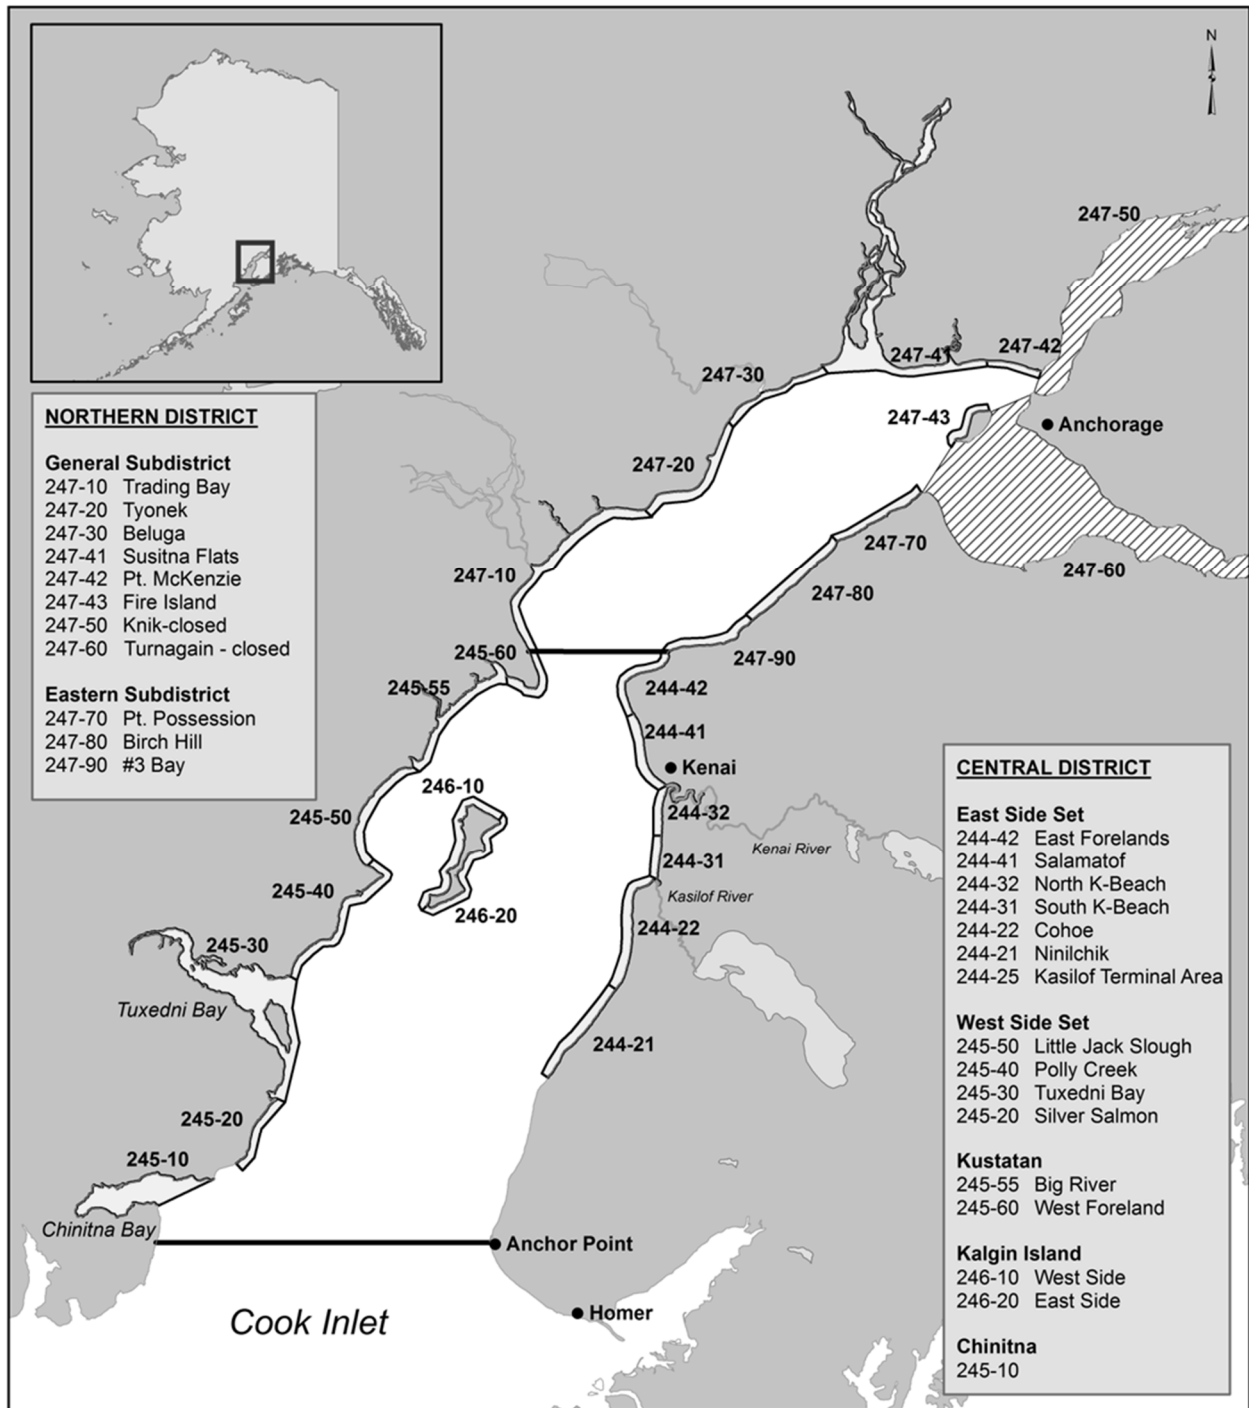 N
247-50
247-41
247-42
247-30
247-43
Anchorage
247-20
247-70
247-60
247-10
247-80
245-60
247-90
245-55
244-42
244-41
Kenai
246-10
245-50
244-32
Kenai River
244-31
245-40
Kasilof River
246-20
244-22
245-30
Tuxedni Bay
244-21
245-20
245-10
Chinitna Bay
Anchor Point
Homer
Cook Inlet
NORTHERN DISTRICT
General Subdistrict
247-10 Trading Bay
247-20 Tyonek
247-30 Beluga
247-41 Susitna Flats
247-42 Pt. McKenzie
247-43 Fire Island
247-50 Knik-closed
247-60 Turnagain - closed
Eastern Subdistrict
247-70 Pt. Possession
247-80 Birch Hill
247-90 #3 Bay
CENTRAL DISTRICT
East Side Set
244-42 East Forelands
244-41 Salamatof
244-32 North K-Beach
244-31 South K-Beach
244-22 Cohoe
244-21 Ninilchik
244-25 Kasilof Terminal Area
West Side Set
245-50 Little Jack Slough
245-40 Polly Creek
245-30 Tuxedni Bay
245-20 Silver Salmon
Kustatan
245-55 Big River
245-60 West Foreland
Kalgin Island
246-10 West Side
246-20 East Side
Chinitna
245-10